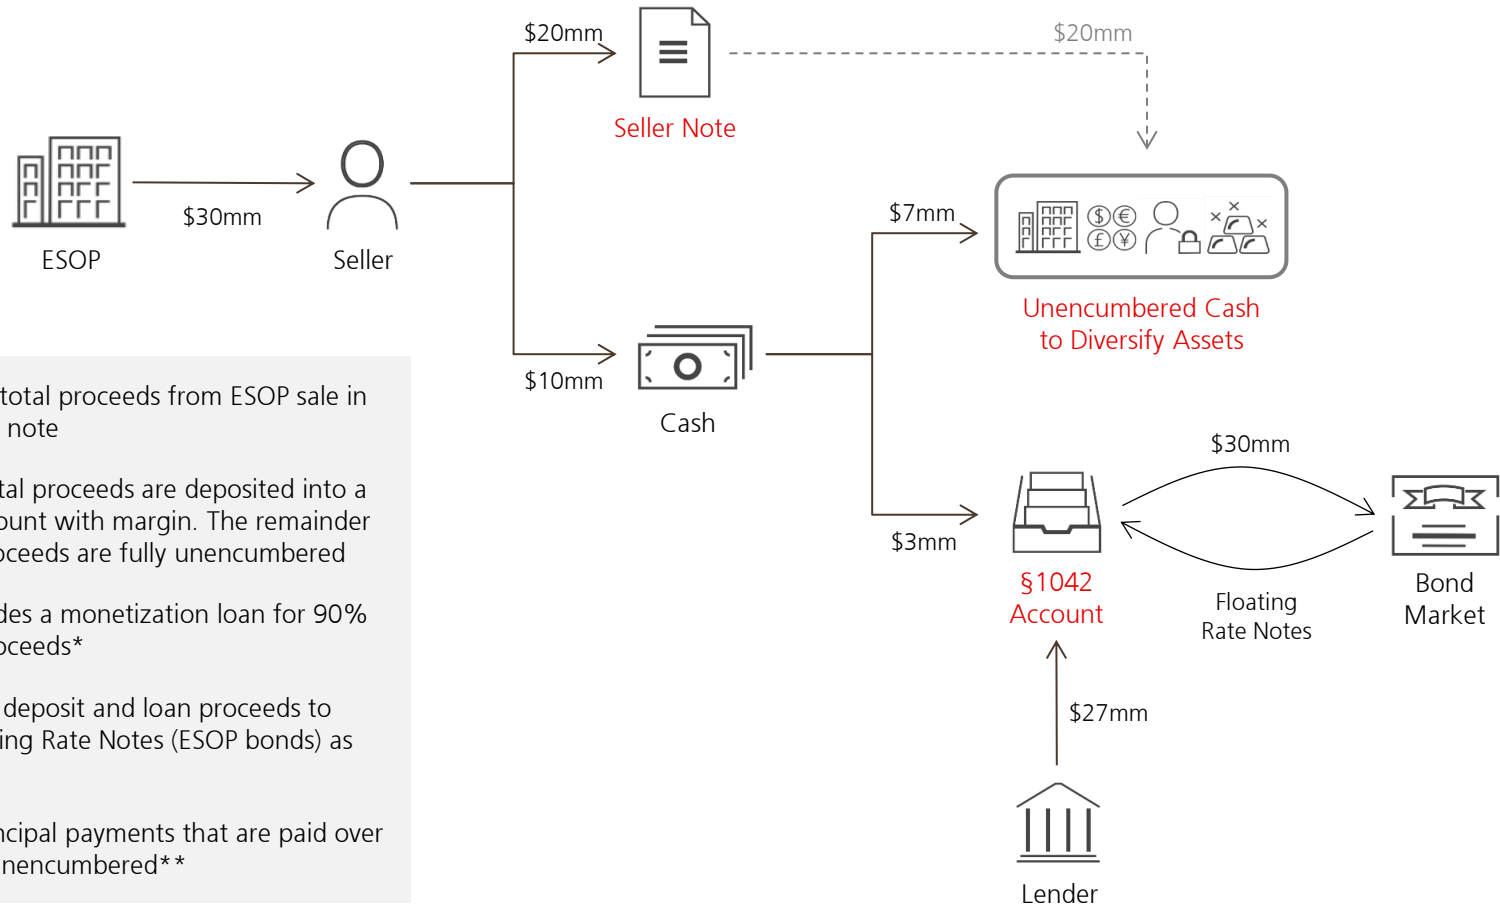 $20mm
$20mm
Seller Note
$30mm
ESOP
Seller
$7mm
$ €
£ ¥
Unencumbered Cash
to Diversify Assets
$10mm
Cash
total proceeds from ESOP sale in
note
tal proceeds are deposited into a
ount with margin. The remainder
oceeds are fully unencumbered
des a monetization loan for 90%
oceeds*
deposit and loan proceeds to
ing Rate Notes (ESOP bonds) as
ncipal payments that are paid over
nencumbered**
$3mm
§1042
Account
$30mm
Floating
Rate Notes
Bond
Market
$27mm
Lender